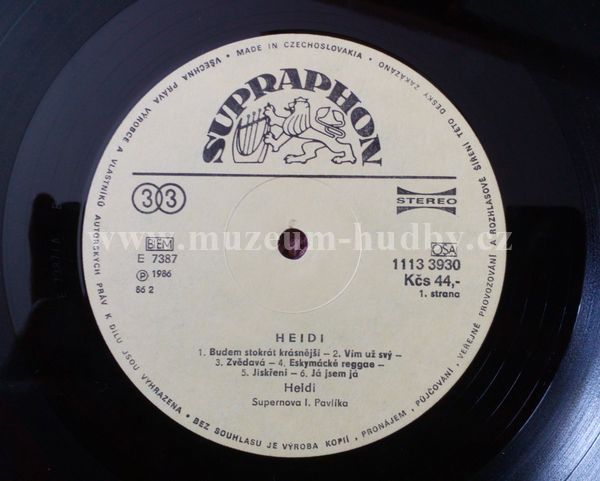 VŠECHNA PRÁVA VÝROBCE A VLASTNÍKŮ AUTORSKÝCH PRÁV K DÍLU JSOU VYHRAZENA • BEZ SOUHLASU JE VÝROBA KOPIÍ, PRONÁJEM, PŮJČOVÁNÍ, VEŘEJNÉ PROVOZOVÁNÍ I ROZHLASOVÉ ŠÍŘENÍ TÉTO DESKY ZAKÁZÁNO • MADE IN CZECHOSLOVAKIA •
SUPRAPHON
33
STEREO
www.muzeum-hudby.cz
BIEM
E 7387
℗ 1986
86 2
OSA
1113 3930
Kčs 44,-
1. strana
HEIDI
1. Budem stokrát krásnější – 2. Vím už svý –
3. Zvědavá – 4. Eskymácké reggae –
5. Jiskření – 6. Já jsem já
Heidi
Supernova I. Pavlíka